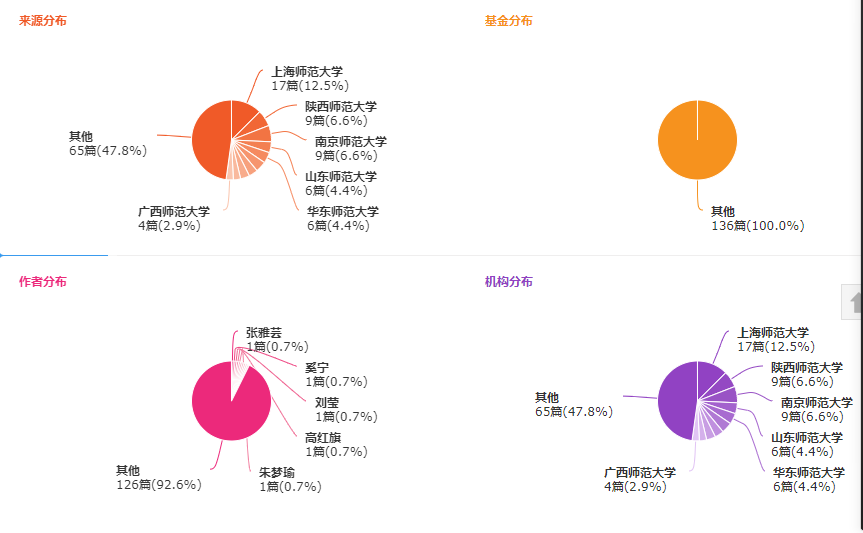 来源分布
上海师范大学
17篇(12.5%)
陕西师范大学
9篇(6.6%)
南京师范大学
9篇(6.6%)
山东师范大学
6篇(4.4%)
华东师范大学
6篇(4.4%)
广西师范大学
4篇(2.9%)
其他
65篇(47.8%)
基金分布
其他
136篇(100.0%)
作者分布
张雅芸
1篇(0.7%)
奚宁
1篇(0.7%)
刘莹
1篇(0.7%)
高红旗
1篇(0.7%)
朱梦瑜
1篇(0.7%)
其他
126篇(92.6%)
机构分布
上海师范大学
17篇(12.5%)
陕西师范大学
9篇(6.6%)
南京师范大学
9篇(6.6%)
山东师范大学
6篇(4.4%)
华东师范大学
6篇(4.4%)
广西师范大学
4篇(2.9%)
其他
65篇(47.8%)